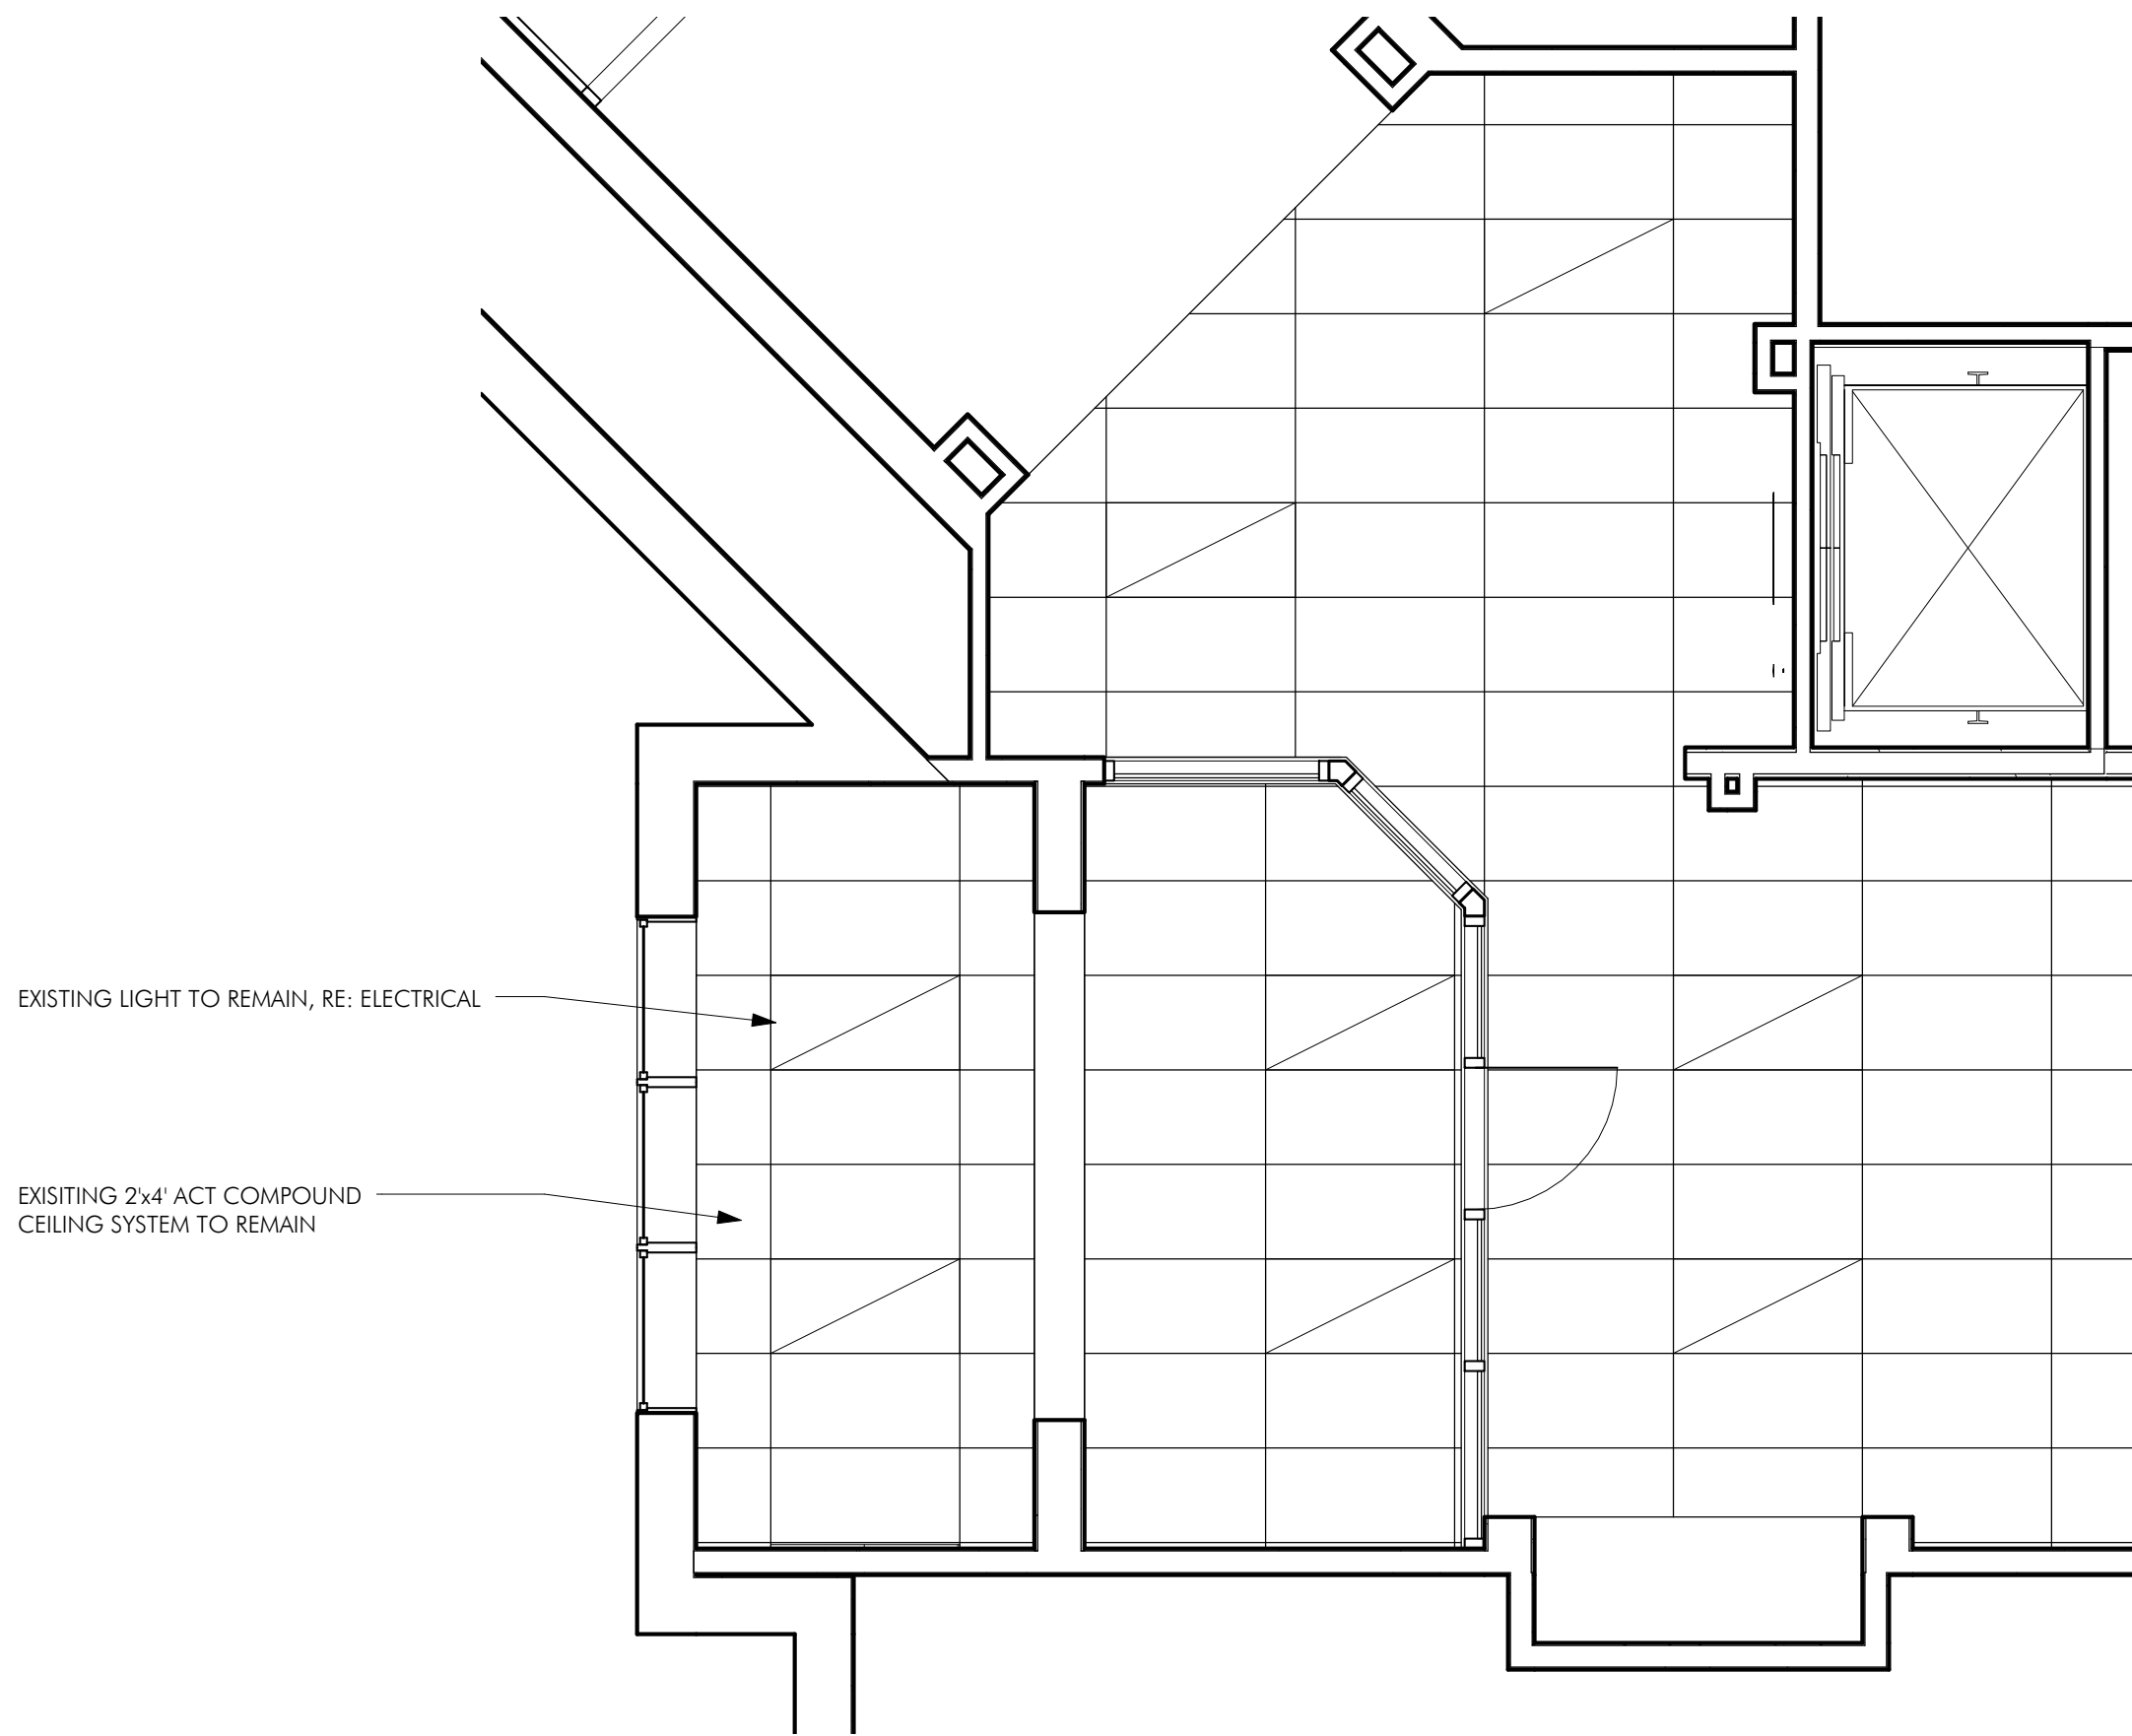 EXISTING LIGHT TO REMAIN, RE: ELECTRICAL
EXISITING 2'x4' ACT COMPOUND
CEILING SYSTEM TO REMAIN